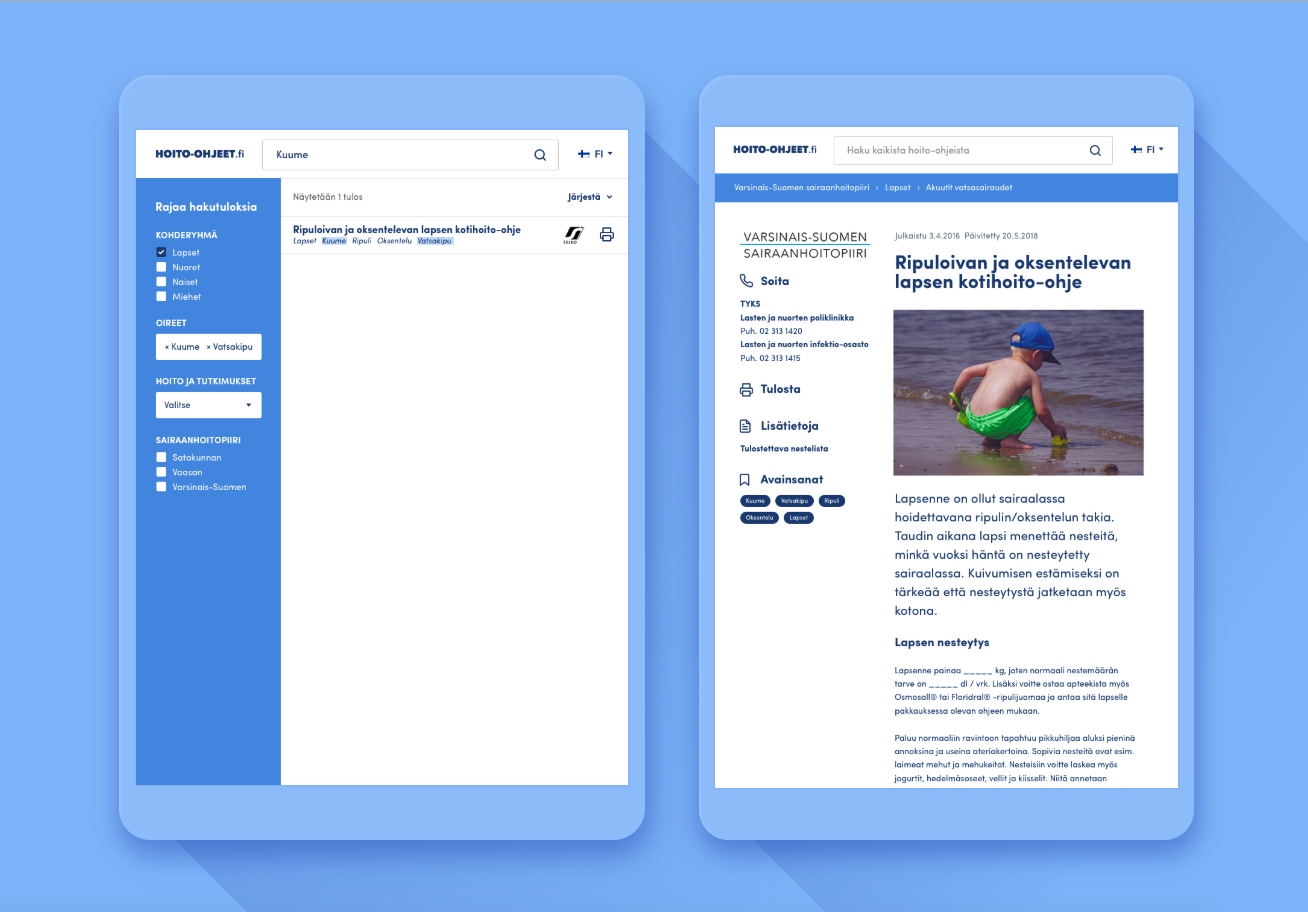 HOITO-OHJEET.fi
Kuume
FI
Rajaa hakutuloksia
KOHDERYHMÄ
Lapset
Nuoret
Naiset
Miehet
OIREET
× Kuume × Vatsakipu
HOITO JA TUTKIMUKSET
Valitse
SAIRAANHOITOPIIRI
Satakunnan
Vaasan
Varsinais-Suomen
Näytetään 1 tulos
Järjestä
Ripuloivan ja oksentelevan lapsen kotihoito-ohje
Lapset Kuume Ripuli Oksentelu Vatsakipu
HOITO-OHJEET.fi
Haku kaikista hoito-ohjeista
FI
Varsinais-Suomen sairaanhoitopiiri › Lapset › Akuutit vatsasairaudet
VARSINAIS-SUOMEN
SAIRAANHOITOPIIRI
Soita
TYKS
Lasten ja nuorten poliklinikka
Puh. 02 313 1420
Lasten ja nuorten infektio-osasto
Puh. 02 313 1415
Tulosta
Lisätietoja
Tulostettava nestelista
Avainsanat
Kuume Vatsakipu Ripuli
Oksentelu Lapset
Julkaistu 3.4.2016 Päivitetty 20.5.2018
Ripuloivan ja oksentelevan
lapsen kotihoito-ohje
Lapsenne on ollut sairaalassa
hoidettavana ripulin/oksentelun takia.
Taudin aikana lapsi menettää nesteitä,
minkä vuoksi häntä on nesteytetty
sairaalassa. Kuivumisen estämiseksi on
tärkeää että nesteytystä jatketaan myös
kotona.
Lapsen nesteytys
Lapsenne painaa _____ kg, joten normaali nestemäärän
tarve on _____ dl / vrk. Lisäksi voitte ostaa apteekista myös
Osmosall® tai Floridral® -ripulijuomaa ja antaa sitä lapselle
pakkauksessa olevan ohjeen mukaan.
Paluu normaaliin ravintoon tapahtuu pikkuhiljaa aluksi pieninä
annoksina ja useina ateriakertoina. Sopivia nesteitä ovat esim.
laimeat mehut ja mehukeitot. Nesteisiin voitte laskea myös
jogurtit, hedelmäsoseet, vellit ja kiisselit. Niitä annetaan